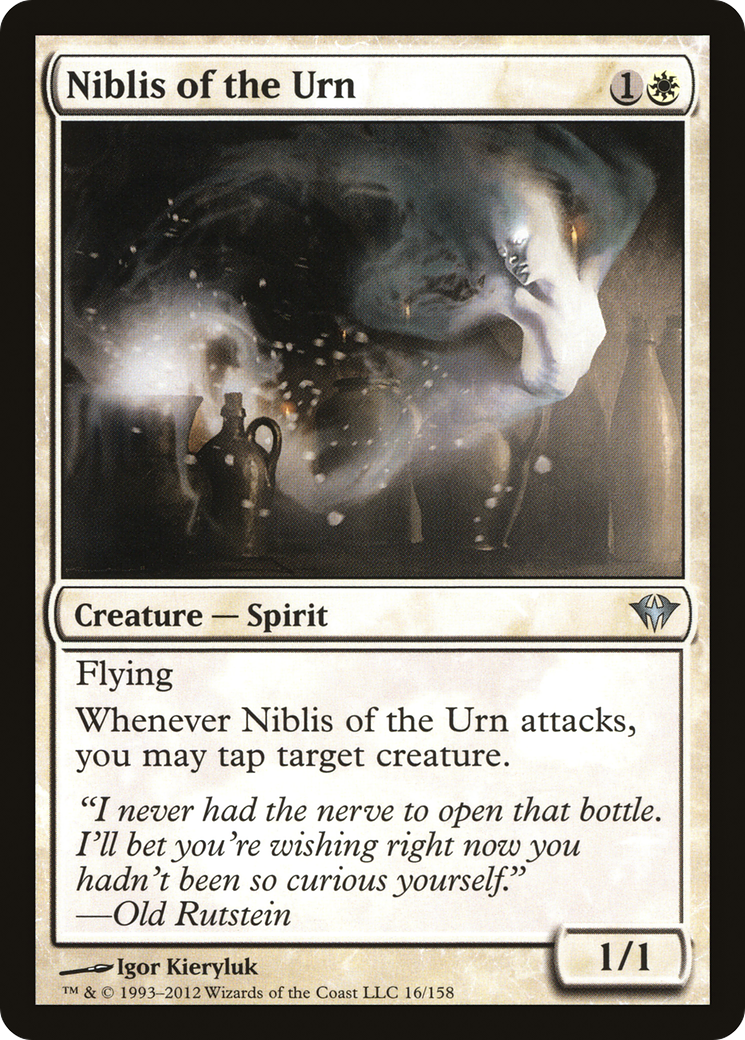 Niblis of the Urn 1
Creature — Spirit
Flying
Whenever Niblis of the Urn attacks,
you may tap target creature.
“I never had the nerve to open that bottle.
I’ll bet you’re wishing right now you
hadn’t been so curious yourself.”
—Old Rutstein
1/1
Igor Kieryluk
™ & © 1993–2012 Wizards of the Coast LLC 16/158